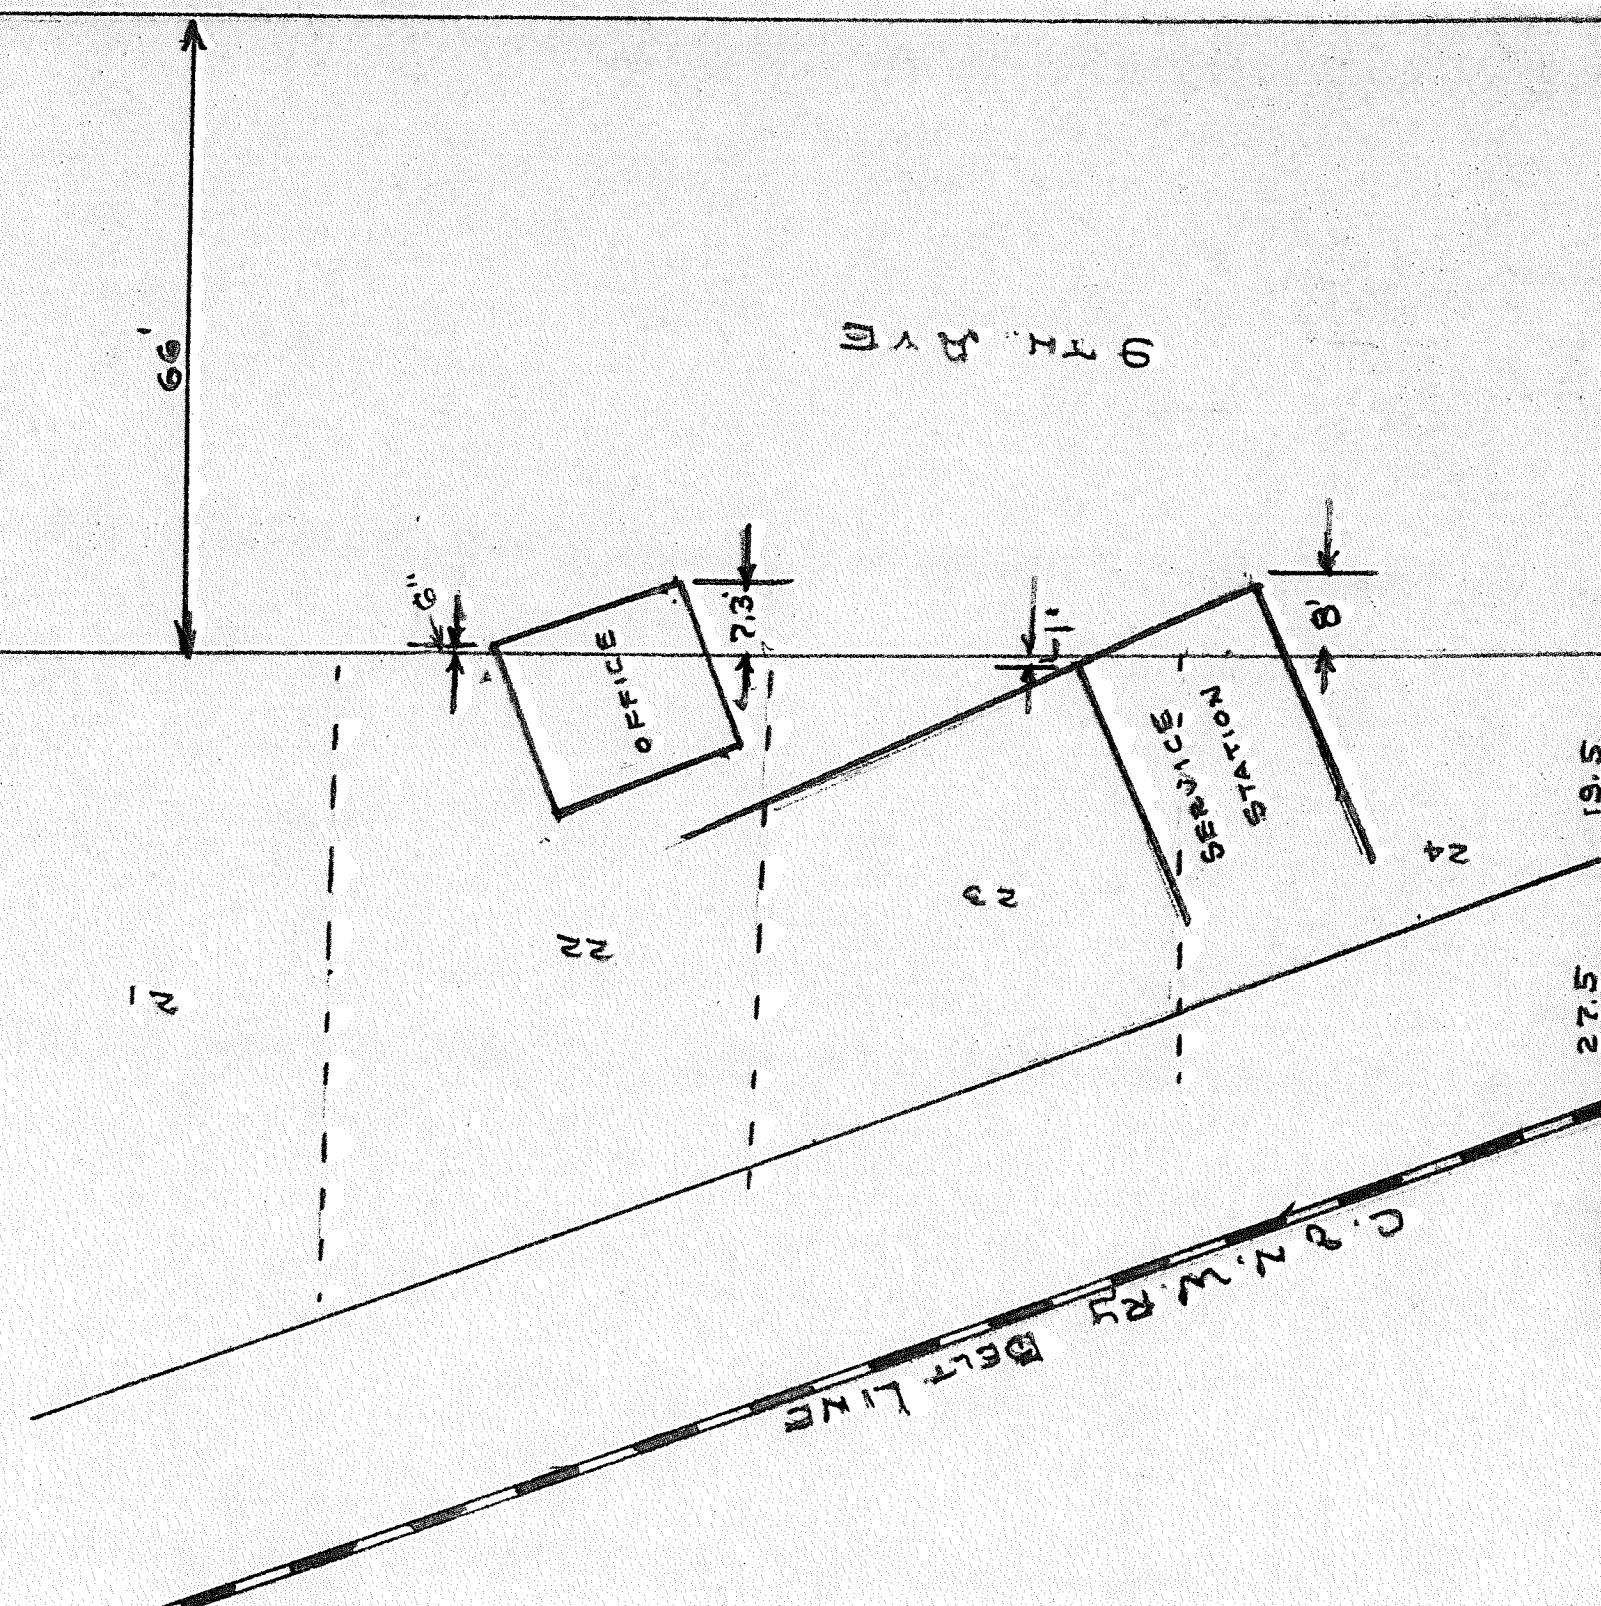 66'
9TH. AVE
6"
7.3'
1'
8'
OFFICE
SERVICE
STATION
19.5
24
23
22
21
27.5
C.P.N.W. RY
BELT LINE